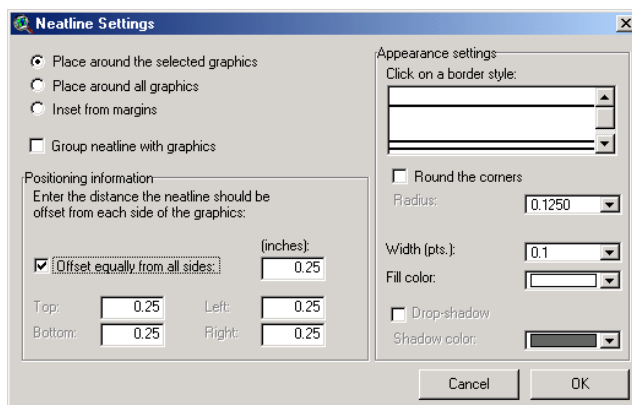 Neatline Settings
Place around the selected graphics
Place around all graphics
Inset from margins
Group neatline with graphics
Positioning information
Enter the distance the neatline should be
offset from each side of the graphics:
(inches):
Offset equally from all sides: 0.25
Top: 0.25 Left: 0.25
Bottom: 0.25 Right: 0.25
Appearance settings
Click on a border style:
Round the corners
Radius: 0.1250
Width (pts.): 0.1
Fill color:
Drop-shadow
Shadow color:
Cancel OK